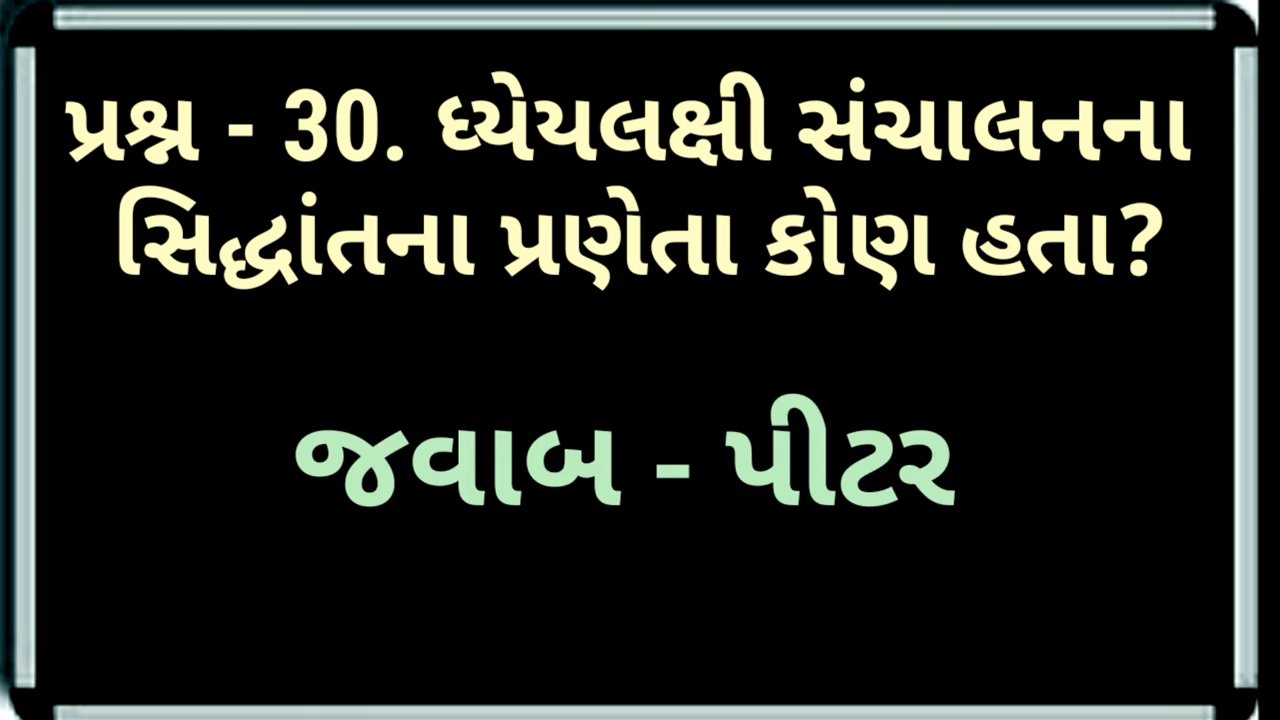 પ્રશ્ન - 30. ધ્યેયલક્ષી સંચાલનના
સિદ્ધાંતના પ્રણેતા કોણ હતા?
જવાબ - પીટર